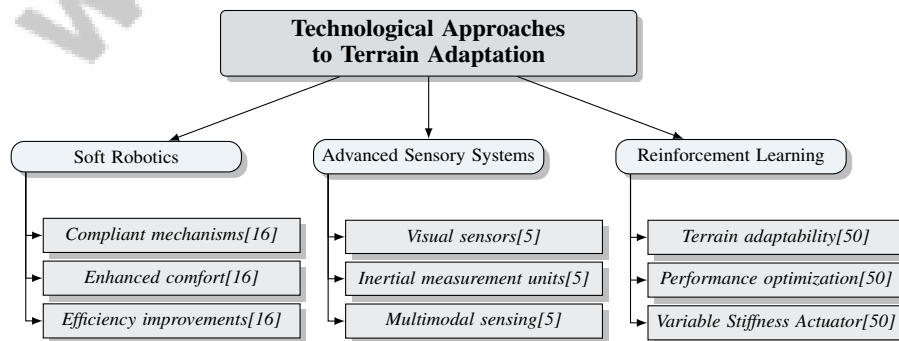 Technological Approaches
to Terrain Adaptation
Soft Robotics
Advanced Sensory Systems
Reinforcement Learning
Compliant mechanisms[16]
Enhanced comfort[16]
Efficiency improvements[16]
Visual sensors[5]
Inertial measurement units[5]
Multimodal sensing[5]
Terrain adaptability[50]
Performance optimization[50]
Variable Stiffness Actuator[50]